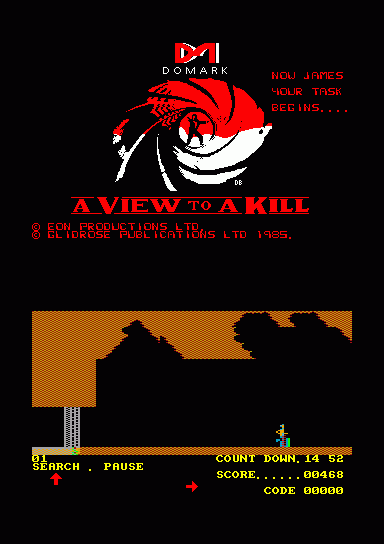 DOMARK
NOW JAMES
YOUR TASK
BEGINS....
DB
A VIEW TO A KILL
© EON PRODUCTIONS LTD.
© GLIDROSE PUBLICATIONS LTD 1985.
01
COUNT DOWN.14 52
SEARCH . PAUSE
SCORE......00468
CODE 00000